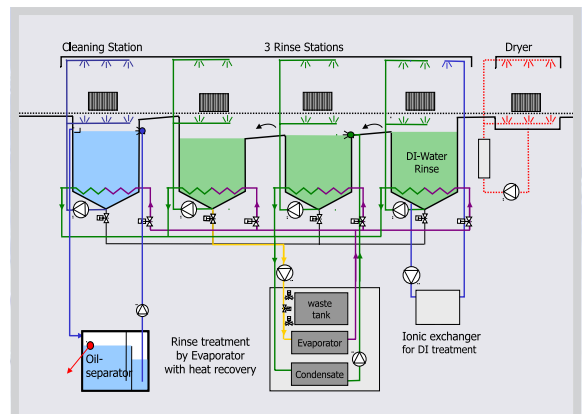 Cleaning Station
3 Rinse Stations
Dryer
DI-Water
Rinse
waste
tank
Evaporator
Condensate
Oil-
separator
Rinse treatment
by Evaporator
with heat recovery
Ionic exchanger
for DI treatment